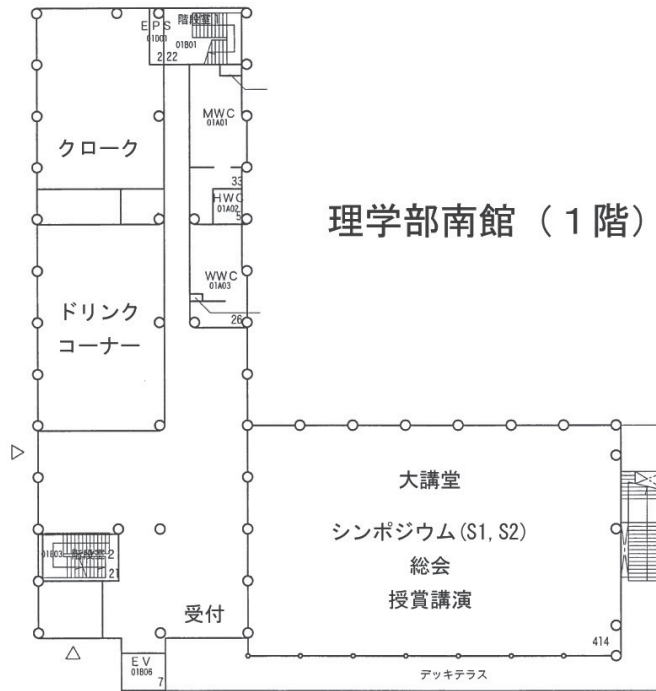 EPS
01D01
2
階段室1
01B01
22
MWC
01A01
クローク
33
HWC
01A02
5
理学部南館(1階)
WWC
01A03
ドリンク
コーナー
26
大講堂
シンポジウム(S1, S2)
総会
授賞講演
01B03
階段室2
21
受付
414
EV
01B06
7
デッキテラス